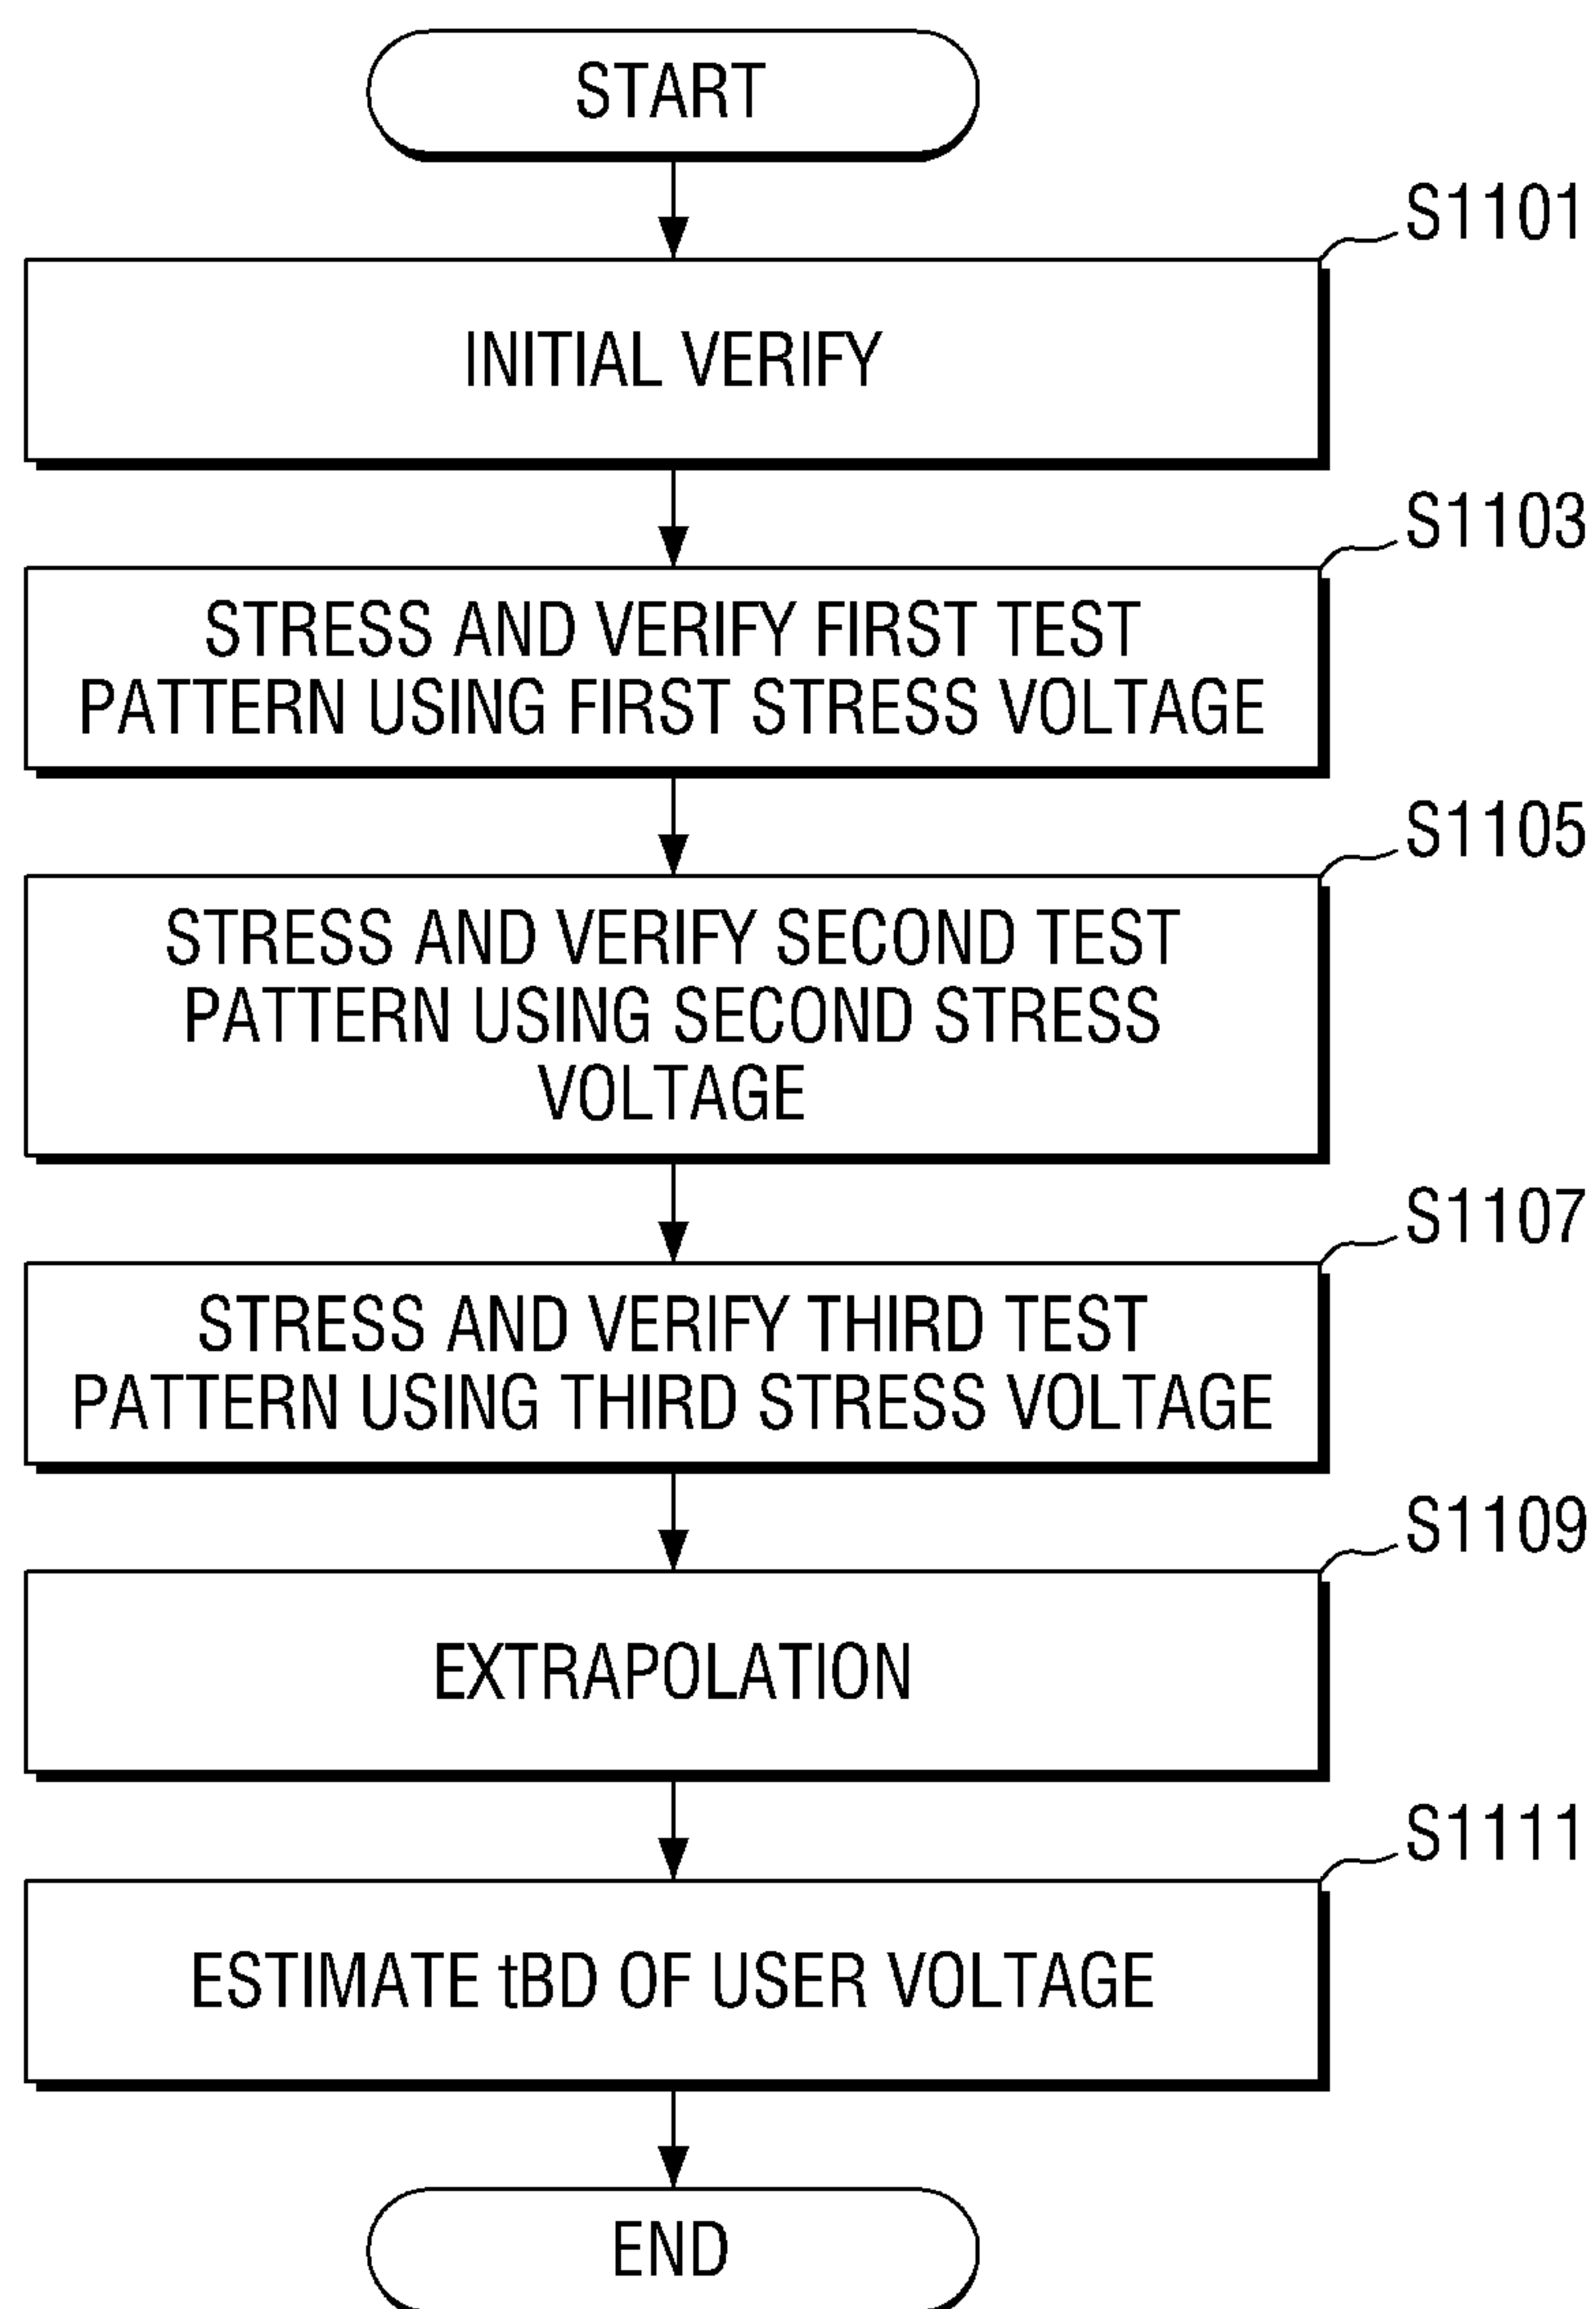 START
S1101
INITIAL VERIFY
S1103
STRESS AND VERIFY FIRST TEST
PATTERN USING FIRST STRESS VOLTAGE
S1105
STRESS AND VERIFY SECOND TEST
PATTERN USING SECOND STRESS
VOLTAGE
S1107
STRESS AND VERIFY THIRD TEST
PATTERN USING THIRD STRESS VOLTAGE
S1109
EXTRAPOLATION
S1111
ESTIMATE tBD OF USER VOLTAGE
END